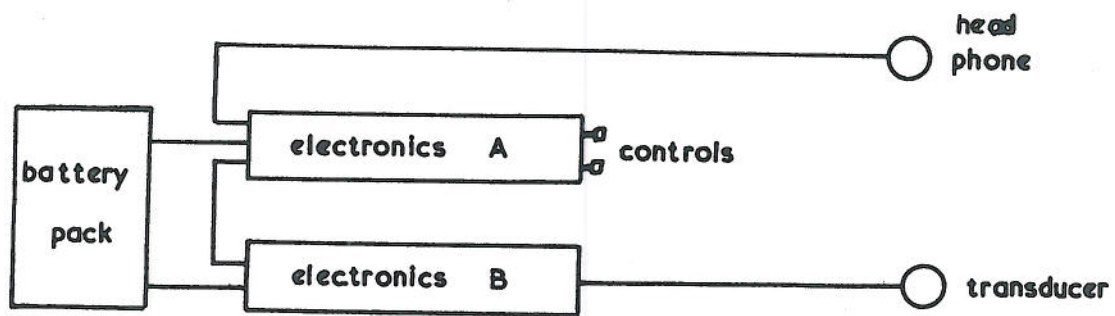 head
phone
electronics A
controls
battery
pack
electronics B
transducer